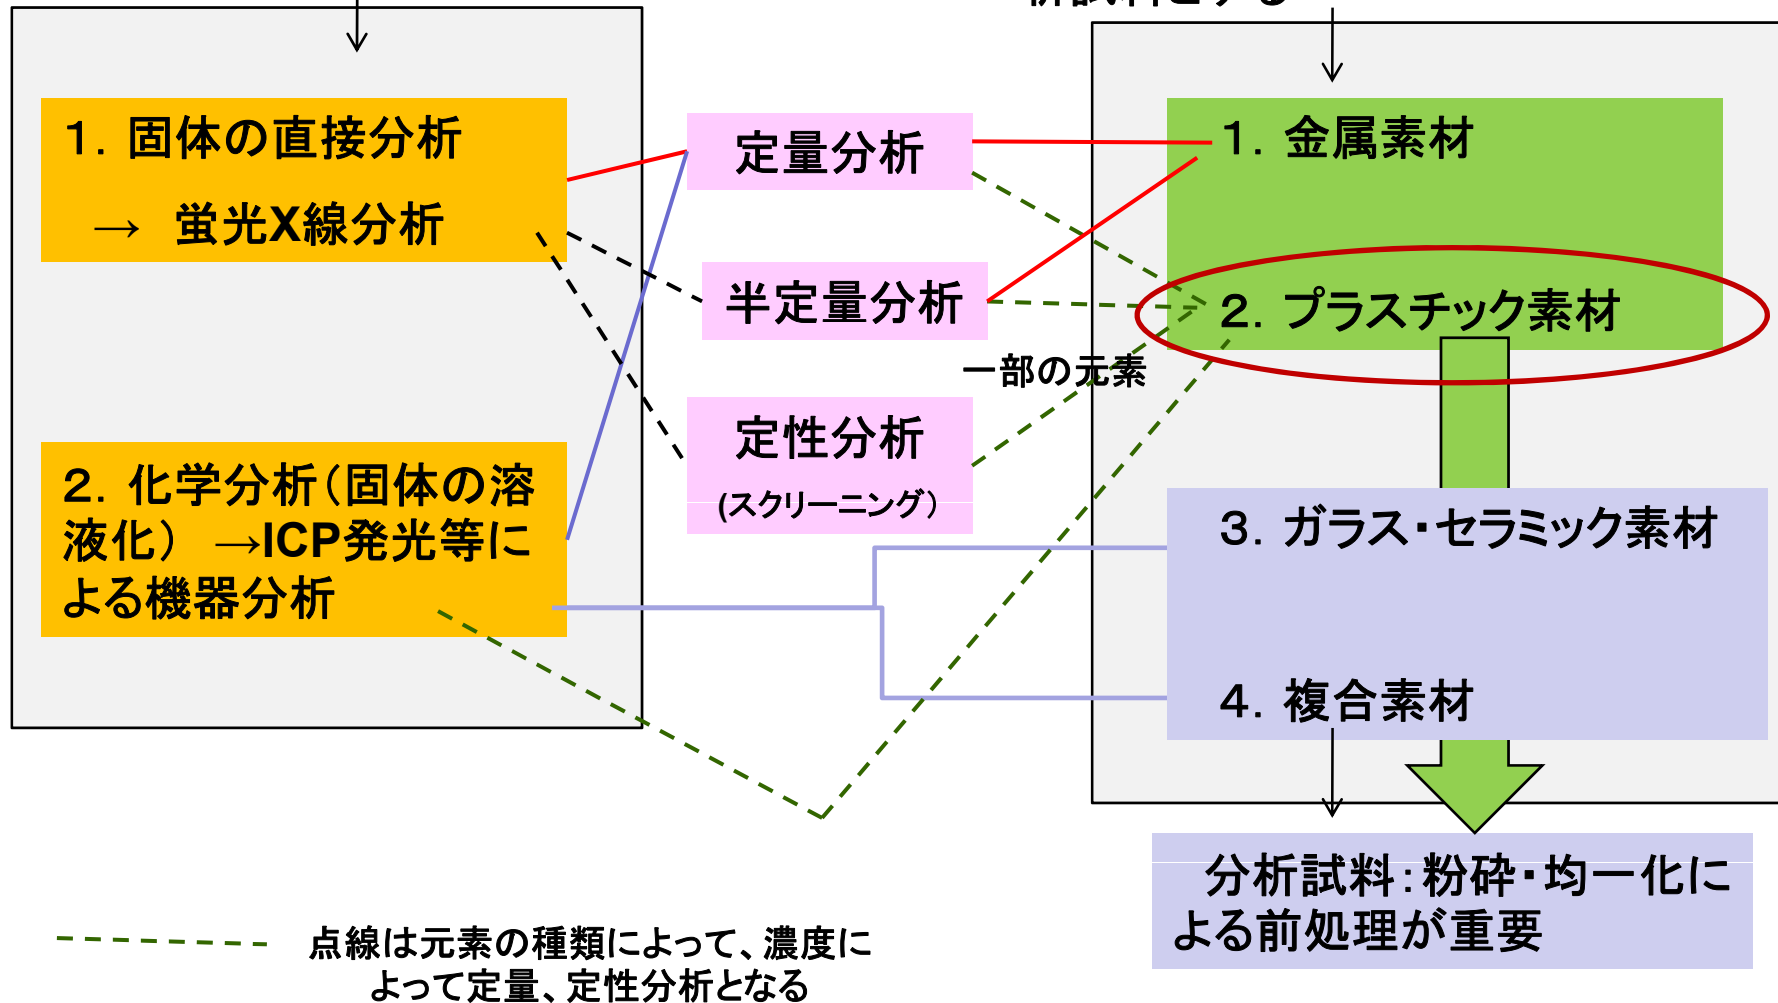 1. 固体の直接分析
→ 蛍光X線分析
2. 化学分析(固体の溶
液化) →ICP発光等に
よる機器分析
定量分析
半定量分析
一部の元素
定性分析
(スクリーニング)
1. 金属素材
2. プラスチック素材
3. ガラス・セラミック素材
4. 複合素材
分析試料:粉砕・均一化に
よる前処理が重要
点線は元素の種類によって、濃度に
よって定量、定性分析となる